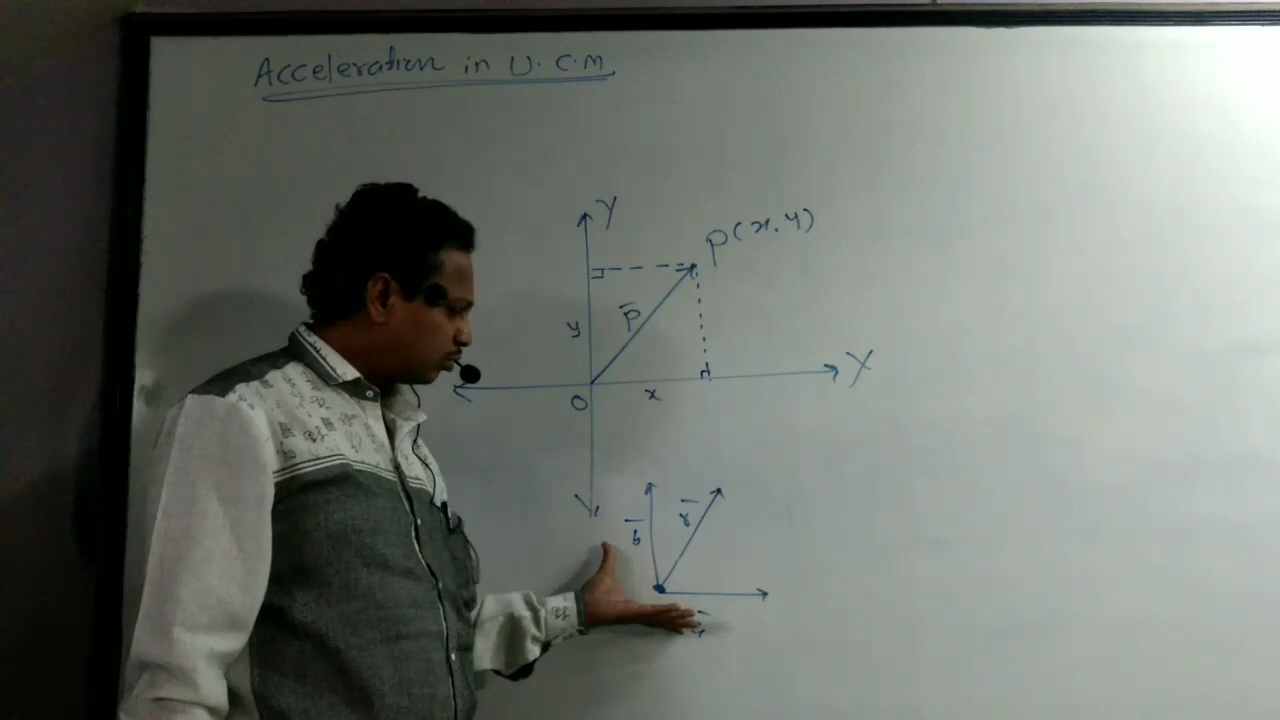 Acceleration in U.C.M
Y
P(x,y)
p̄
y
X
O
x
b̄
r̄